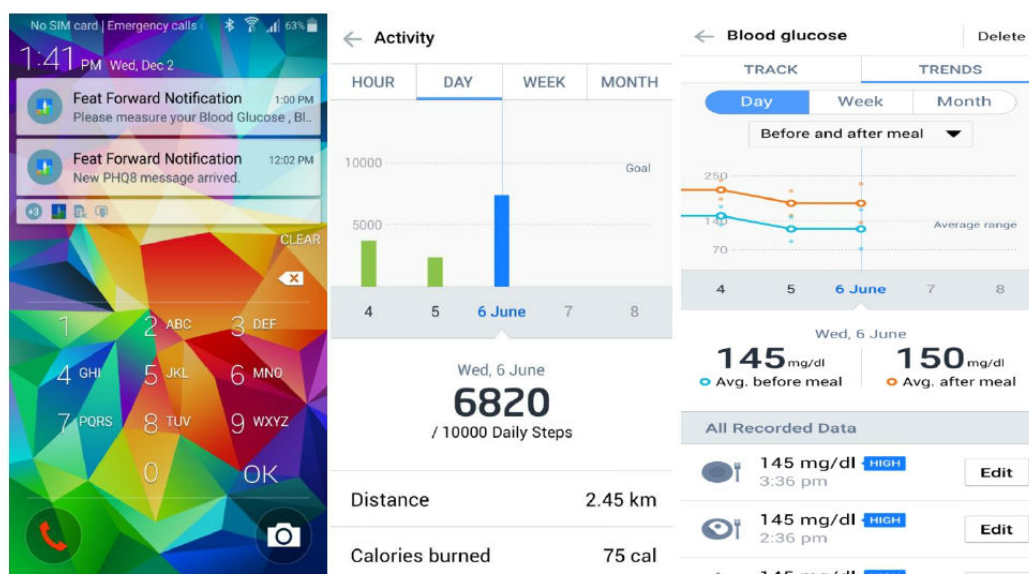 No SIM card | Emergency calls
63%
1:41 PM Wed, Dec 2
Feat Forward Notification 1:00 PM
Please measure your Blood Glucose , Bl..
Feat Forward Notification 12:02 PM
New PHQ8 message arrived.
+3
CLEAR
1 2 ABC 3 DEF
4 GHI 5 JKL 6 MNO
7 PQRS 8 TUV 9 WXYZ
0 OK
Activity
HOUR DAY WEEK MONTH
10000 Goal
5000
4 5 6 June 7 8
Wed, 6 June
6820
/ 10000 Daily Steps
Distance 2.45 km
Calories burned 75 cal
Blood glucose Delete
TRACK TRENDS
Day Week Month
Before and after meal
250
140 Average range
70
4 5 6 June 7 8
Wed, 6 June
145 mg/dl 150 mg/dl
Avg. before meal Avg. after meal
All Recorded Data
145 mg/dl HIGH
3:36 pm Edit
145 mg/dl HIGH
2:36 pm Edit
145 mg/dl